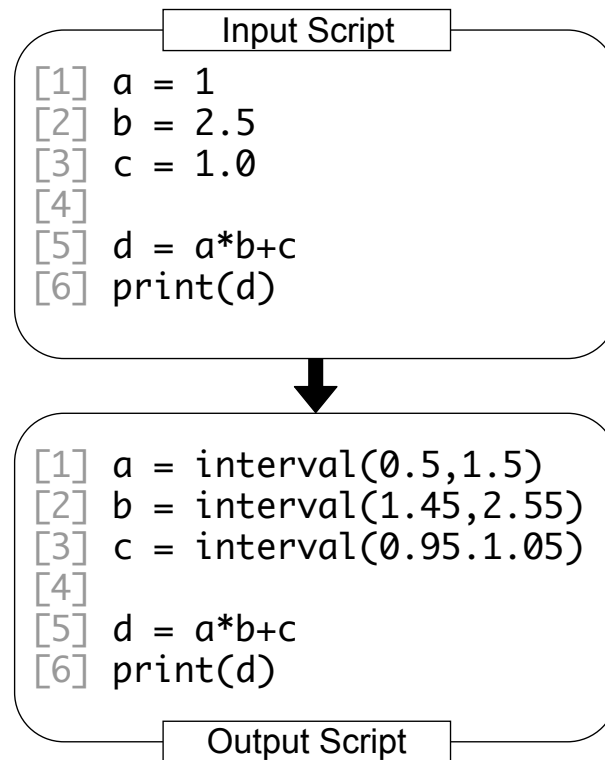 Input Script
[1] a = 1
[2] b = 2.5
[3] c = 1.0
[4]
[5] d = a*b+c
[6] print(d)
[1] a = interval(0.5,1.5)
[2] b = interval(1.45,2.55)
[3] c = interval(0.95.1.05)
[4]
[5] d = a*b+c
[6] print(d)
Output Script